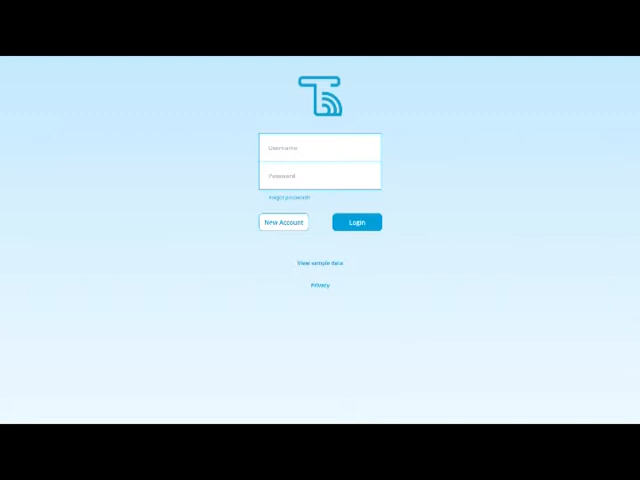 Username
Password
Forgot password?
New Account
Login
View sample data
Privacy